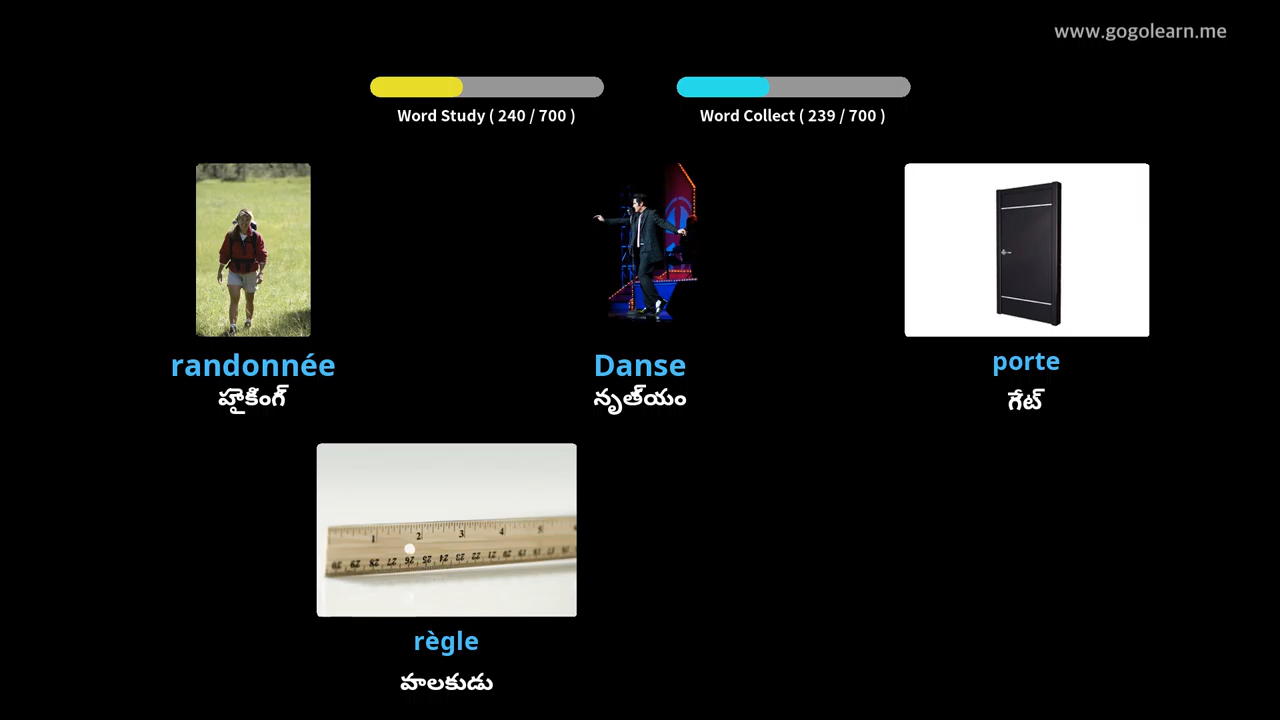 www.gogolearn.me
Word Study ( 240 / 700 )
Word Collect ( 239 / 700 )
randonnée
హైకింగ్
Danse
నృత్యం
porte
గేట్
règle
పాలకుడు